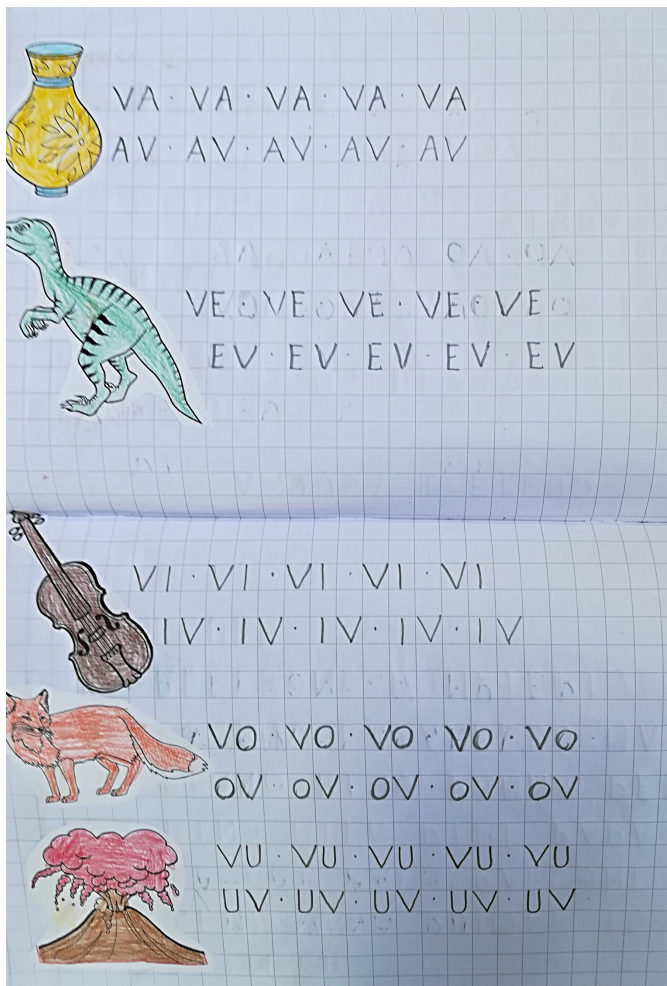 VA · VA · VA · VA · VA
AV · AV · AV · AV · AV
VE · VE · VE · VE · VE
EV · EV · EV · EV · EV
VI · VI · VI · VI · VI
IV · IV · IV · IV · IV
VO · VO · VO · VO · VO
OV · OV · OV · OV · OV
VU · VU · VU · VU · VU
UV · UV · UV · UV · UV